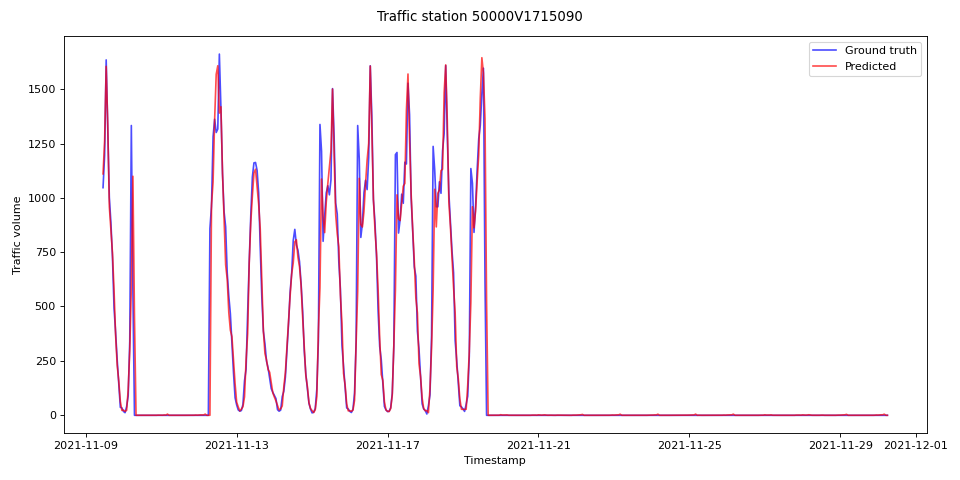 Traffic station 50000V1715090
Ground truth
Predicted
Traffic volume
1500
1250
1000
750
500
250
0
2021-11-09
2021-11-13
2021-11-17
2021-11-21
2021-11-25
2021-11-29
2021-12-01
Timestamp